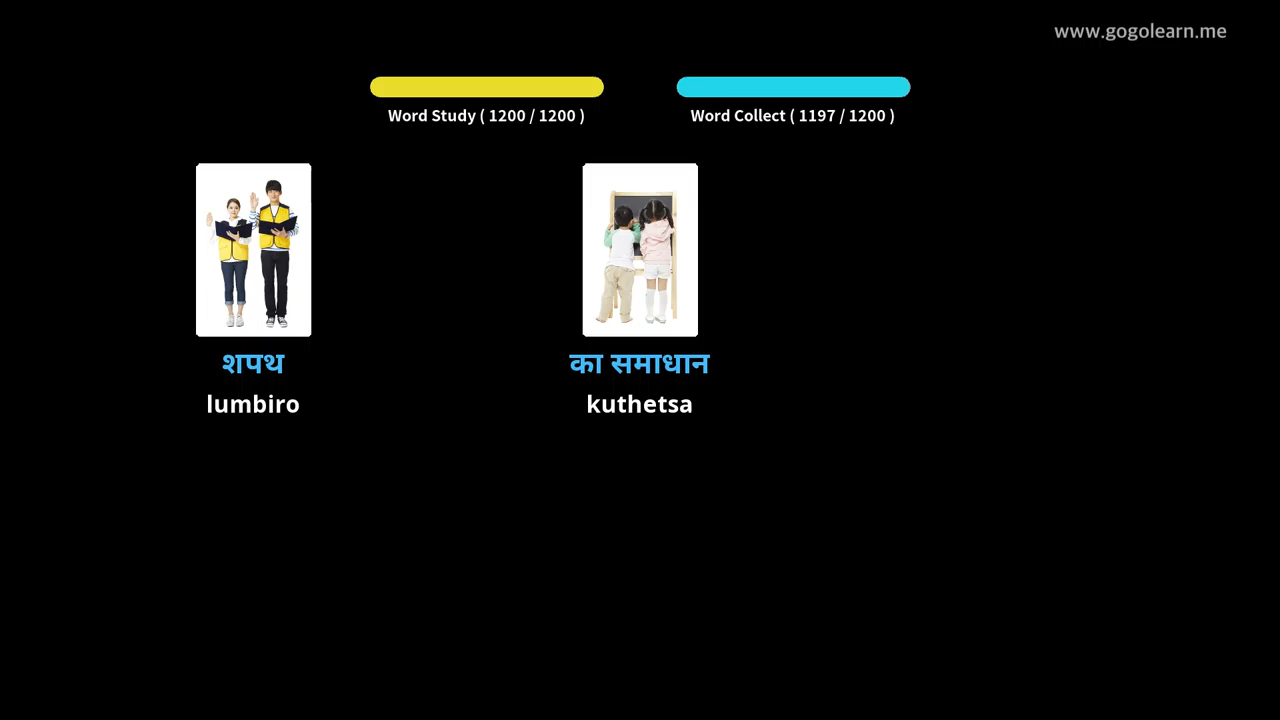 www.gogolearn.me
Word Study ( 1200 / 1200 )
Word Collect ( 1197 / 1200 )
शपथ
का समाधान
lumbiro
kuthetsa